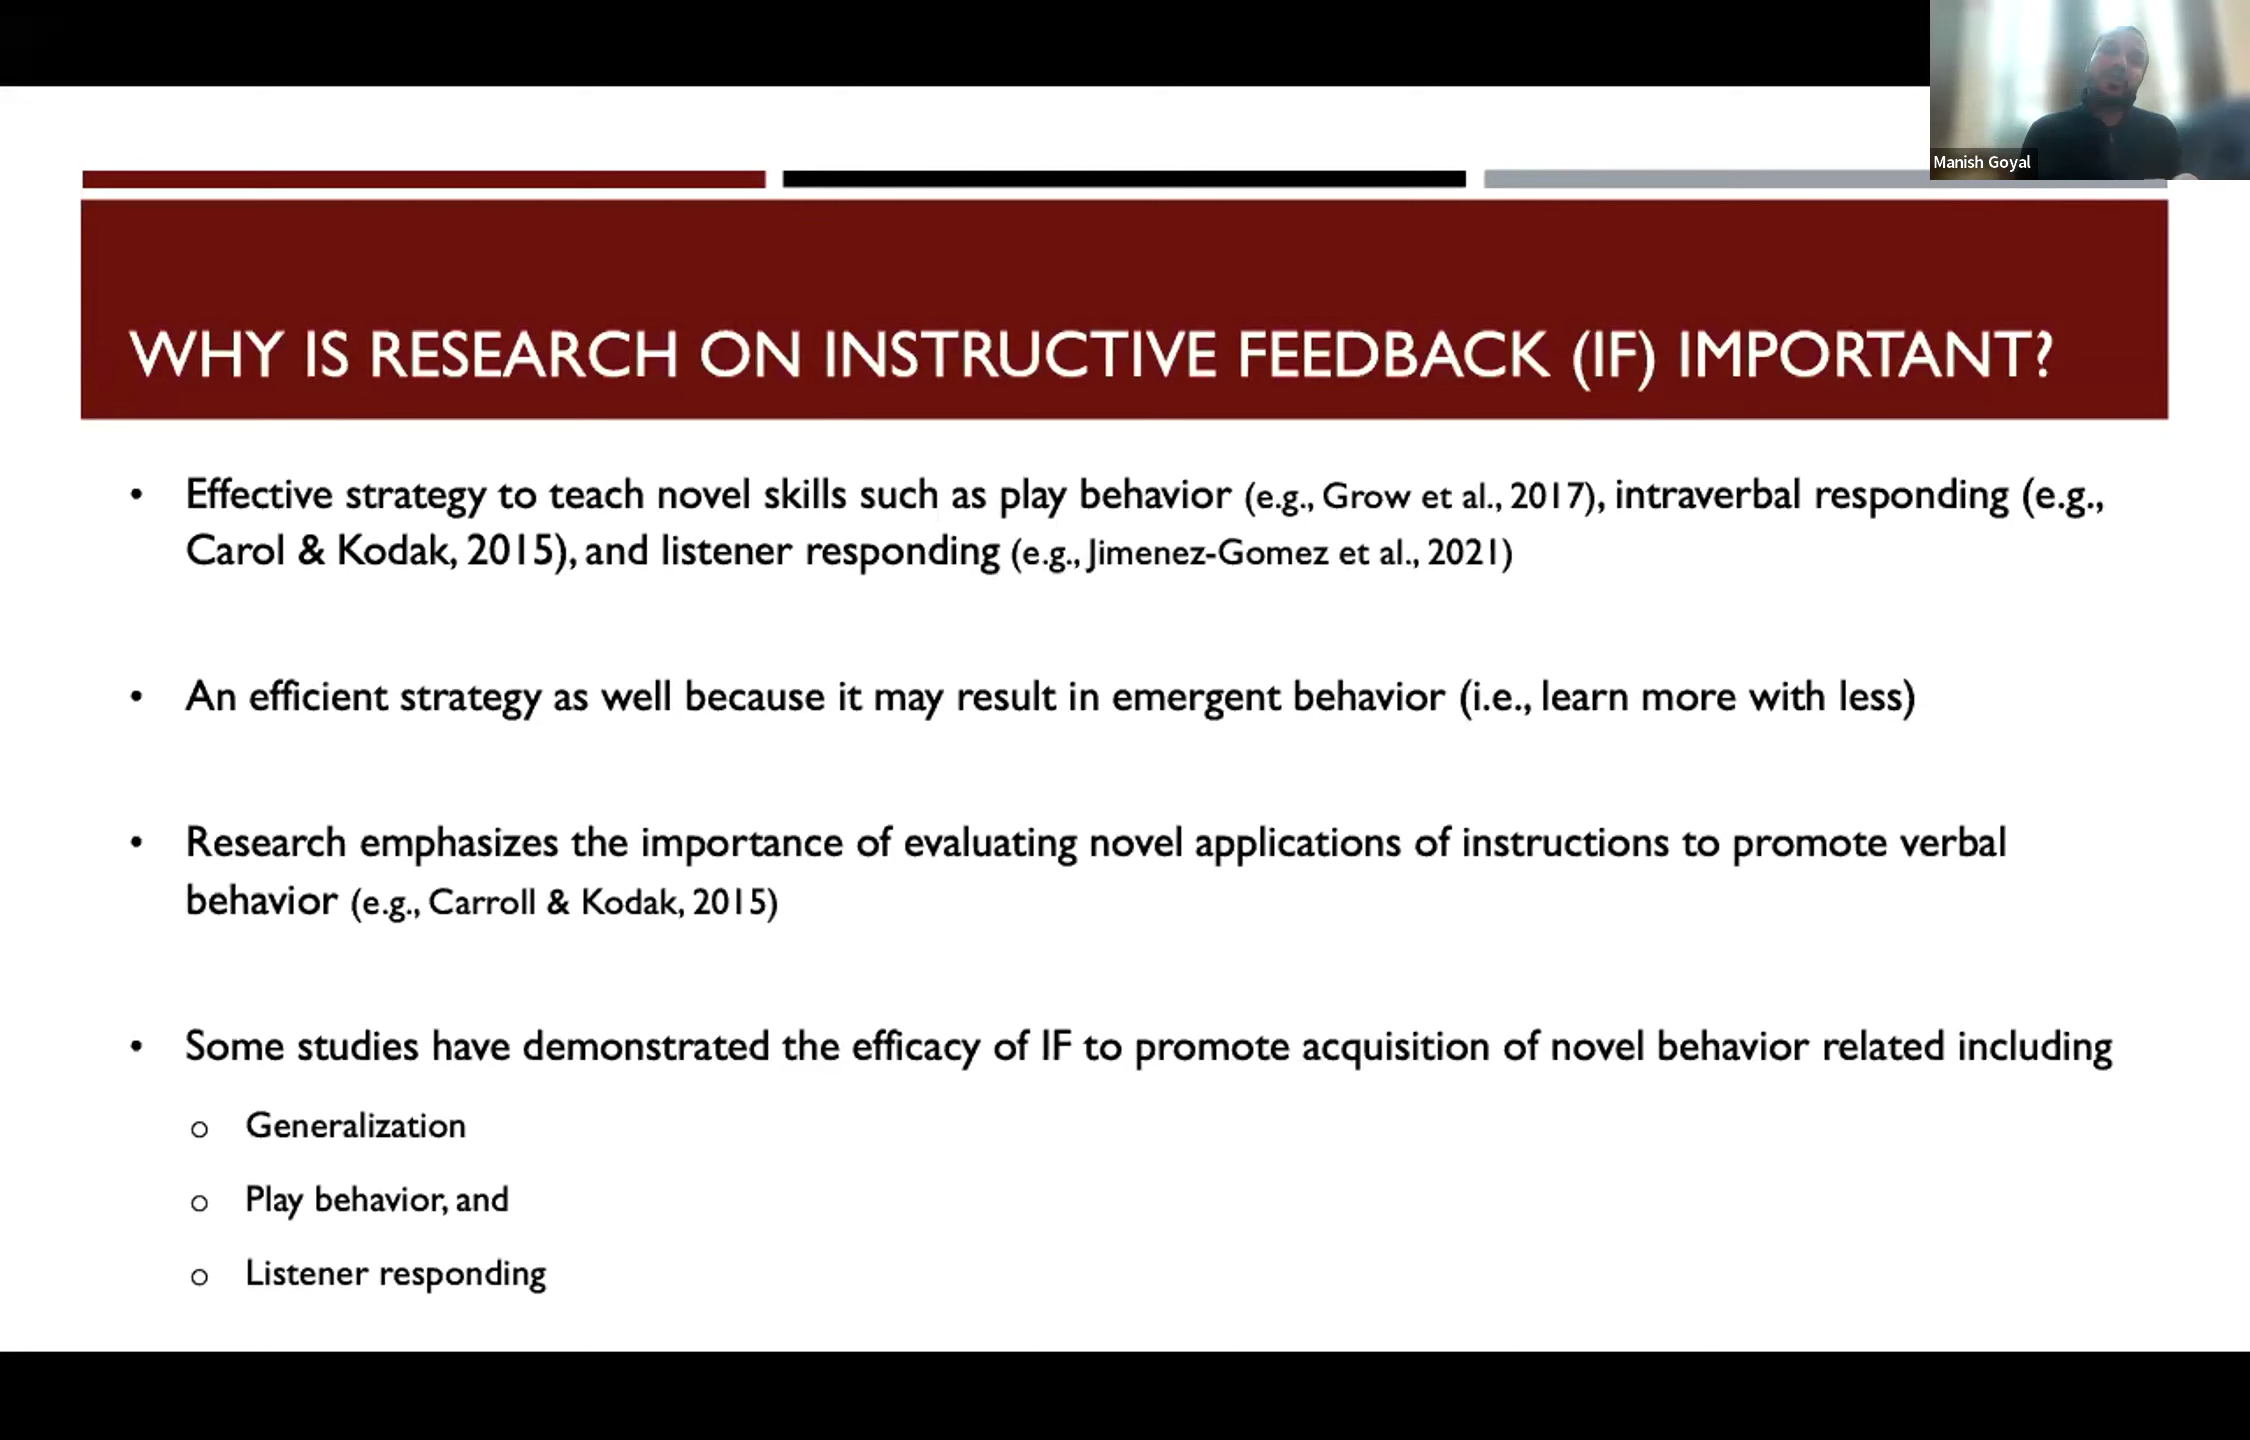 Manish Goyal
WHY IS RESEARCH ON INSTRUCTIVE FEEDBACK (IF) IMPORTANT?
• Effective strategy to teach novel skills such as play behavior (e.g., Grow et al., 2017), intraverbal responding (e.g.,
Carol & Kodak, 2015), and listener responding (e.g., Jimenez-Gomez et al., 2021)
• An efficient strategy as well because it may result in emergent behavior (i.e., learn more with less)
• Research emphasizes the importance of evaluating novel applications of instructions to promote verbal
behavior (e.g., Carroll & Kodak, 2015)
• Some studies have demonstrated the efficacy of IF to promote acquisition of novel behavior related including
o Generalization
o Play behavior, and
o Listener responding